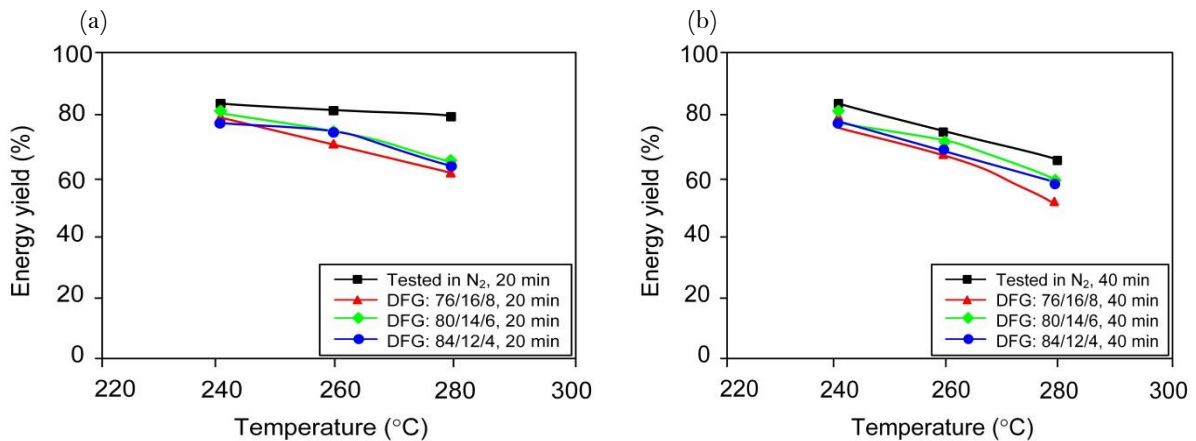 (a)
100
80
60
40
20
0
Energy yield (%)
Tested in N₂, 20 min
DFG: 76/16/8, 20 min
DFG: 80/14/6, 20 min
DFG: 84/12/4, 20 min
220 240 260 280 300
Temperature (°C)
(b)
100
80
60
40
20
0
Energy yield (%)
Tested in N₂, 40 min
DFG: 76/16/8, 40 min
DFG: 80/14/6, 40 min
DFG: 84/12/4, 40 min
220 240 260 280 300
Temperature (°C)